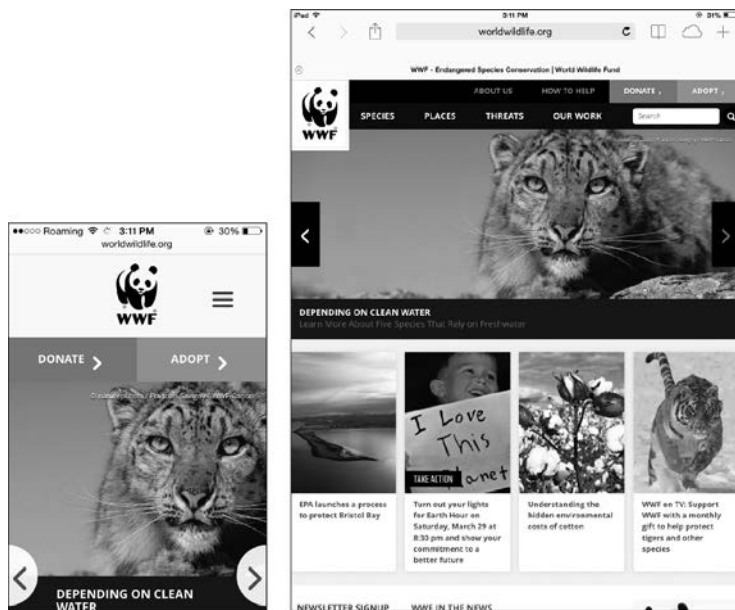 Roaming 3:11 PM 30%
worldwildlife.org
WWF
DONATE
ADOPT
DEPENDING ON CLEAN
WATER
iPad 3:11 PM 31%
worldwildlife.org
WWF - Endangered Species Conservation | World Wildlife Fund
ABOUT US HOW TO HELP DONATE ADOPT
WWF
SPECIES PLACES THREATS OUR WORK Search
DEPENDING ON CLEAN WATER
Learn More About Five Species That Rely on Freshwater
I Love
This
Planet
TAKE ACTION
EPA launches a process
to protect Bristol Bay
Turn out your lights
for Earth Hour on
Saturday, March 29 at
8:30 pm and show your
commitment to a
better future
Understanding the
hidden environmental
costs of cotton
WWF on TV: Support
WWF with a monthly
gift to help protect
tigers and other
species
NEWSLETTER SIGNUP WWF IN THE NEWS